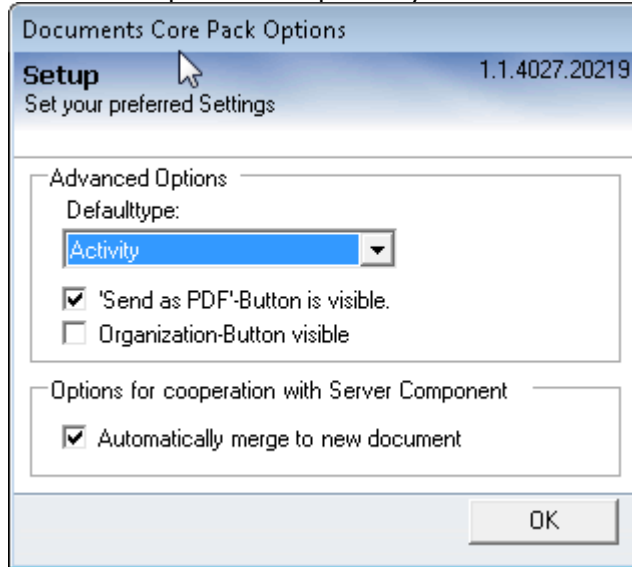 Documents Core Pack Options
Setup
1.1.4027.20219
Set your preferred Settings
Advanced Options
Defaulttype:
Activity
'Send as PDF'-Button is visible.
Organization-Button visible
Options for cooperation with Server Component
Automatically merge to new document
OK